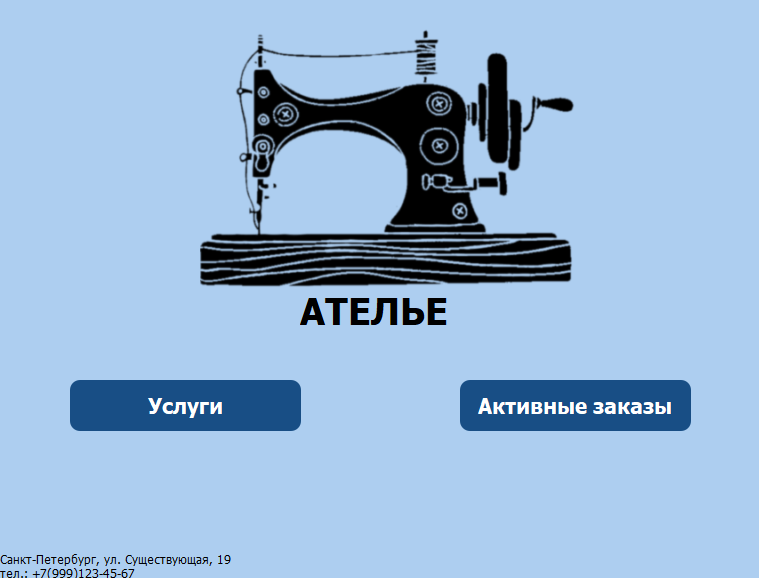 АТЕЛЬЕ
Услуги
Активные заказы
Санкт-Петербург, ул. Существующая, 19
тел.: +7(999)123-45-67